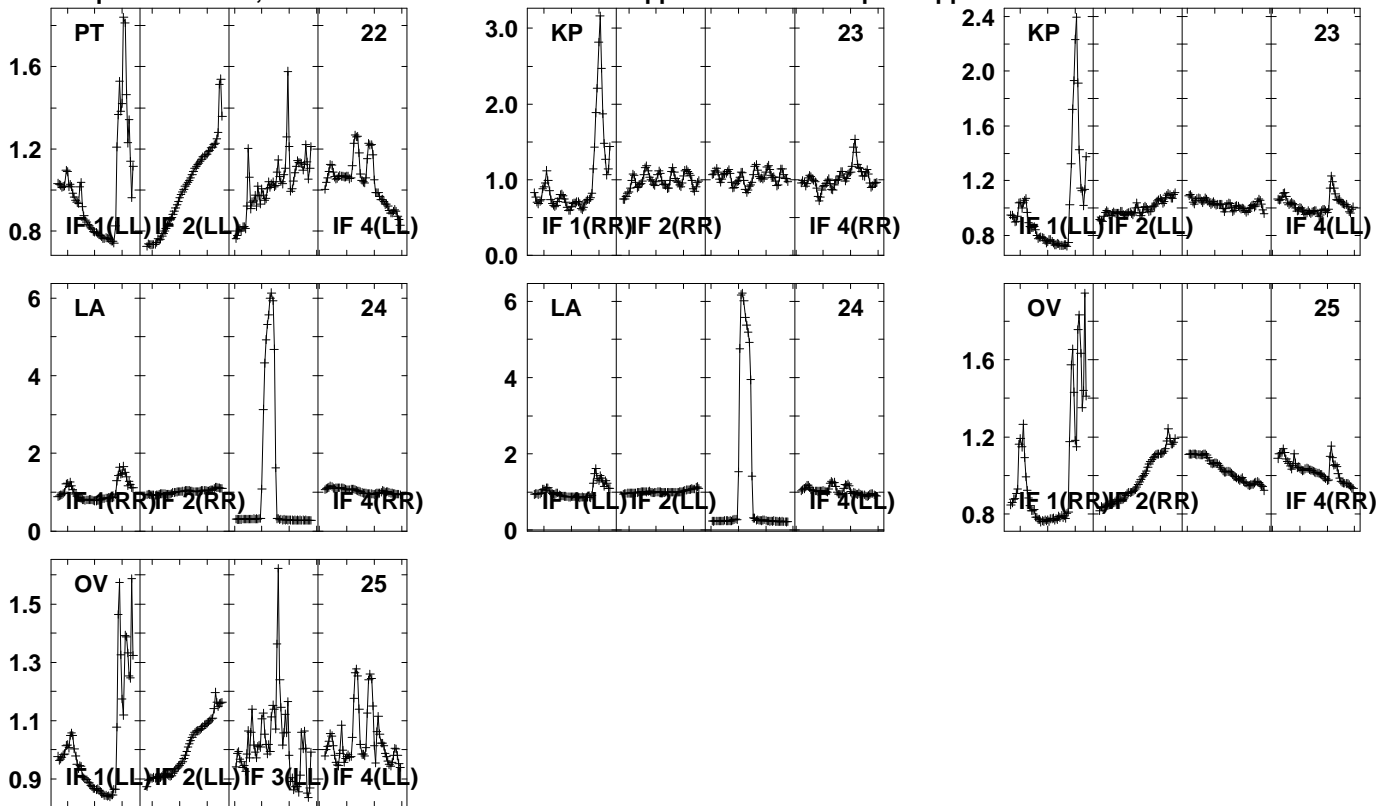 PT 22
1.6
1.2
0.8
IF 1(LL) IF 2(LL) IF 4(LL)
KP 23
3.0
2.0
1.0
0.0
IF 1(RR) IF 2(RR) IF 4(RR)
KP 23
2.4
2.0
1.6
1.2
0.8
IF 1(LL) IF 2(LL) IF 4(LL)
LA 24
6
4
2
0
IF 1(RR) IF 2(RR) IF 4(RR)
LA 24
6
4
2
0
IF 1(LL) IF 2(LL) IF 4(LL)
OV 25
1.6
1.2
0.8
IF 1(RR) IF 2(RR) IF 4(RR)
OV 25
1.5
1.3
1.1
0.9
IF 1(LL) IF 2(LL) IF 3(LL) IF 4(LL)